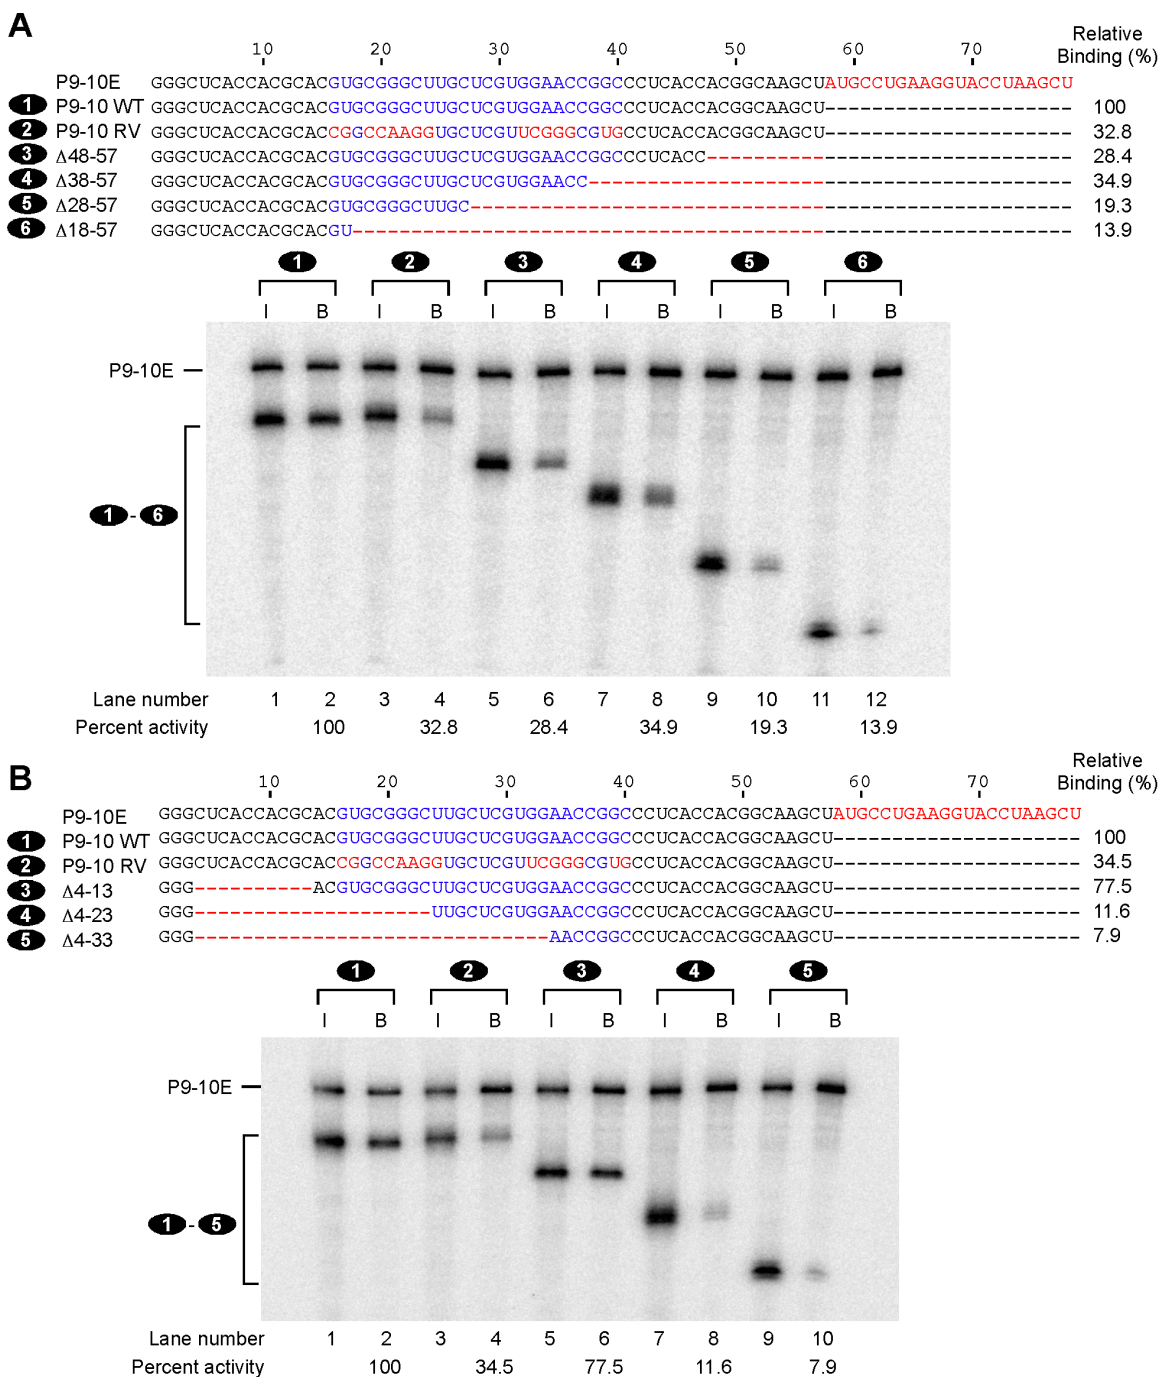 A
Relative
Binding (%)
10 20 30 40 50 60 70
P9-10E GGGCUCACCACGCACGUGCGGGCUUGCUCGUGGAACCGGCCCUCACCACGGCAAGCUAUGCCUGAAGGUACCUAAGCU
1 P9-10 WT GGGCUCACCACGCACGUGCGGGCUUGCUCGUGGAACCGGCCCUCACCACGGCAAGCU--------------------- 100
2 P9-10 RV GGGCUCACCACGCACCGGCCAAGGUGCUCGUUCGGGCGUGCCUCACCACGGCAAGCU--------------------- 32.8
3 Δ48-57 GGGCUCACCACGCACGUGCGGGCUUGCUCGUGGAACCGGCCCUCACC------------------------------- 28.4
4 Δ38-57 GGGCUCACCACGCACGUGCGGGCUUGCUCGUGGAACC----------------------------------------- 34.9
5 Δ28-57 GGGCUCACCACGCACGUGCGGGCUUGC--------------------------------------------------- 19.3
6 Δ18-57 GGGCUCACCACGCACGU------------------------------------------------------------- 13.9
1 2 3 4 5 6
I B I B I B I B I B I B
P9-10E
1 - 6
Lane number 1 2 3 4 5 6 7 8 9 10 11 12
Percent activity 100 32.8 28.4 34.9 19.3 13.9
B
Relative
Binding (%)
10 20 30 40 50 60 70
P9-10E GGGCUCACCACGCACGUGCGGGCUUGCUCGUGGAACCGGCCCUCACCACGGCAAGCUAUGCCUGAAGGUACCUAAGCU
1 P9-10 WT GGGCUCACCACGCACGUGCGGGCUUGCUCGUGGAACCGGCCCUCACCACGGCAAGCU--------------------- 100
2 P9-10 RV GGGCUCACCACGCACCGGCCAAGGUGCUCGUUCGGGCGUGCCUCACCACGGCAAGCU--------------------- 34.5
3 Δ4-13 GGG----------ACGUGCGGGCUUGCUCGUGGAACCGGCCCUCACCACGGCAAGCU--------------------- 77.5
4 Δ4-23 GGG--------------------UUGCUCGUGGAACCGGCCCUCACCACGGCAAGCU--------------------- 11.6
5 Δ4-33 GGG------------------------------AACCGGCCCUCACCACGGCAAGCU--------------------- 7.9
1 2 3 4 5
I B I B I B I B I B
P9-10E
1 - 5
Lane number 1 2 3 4 5 6 7 8 9 10
Percent activity 100 34.5 77.5 11.6 7.9